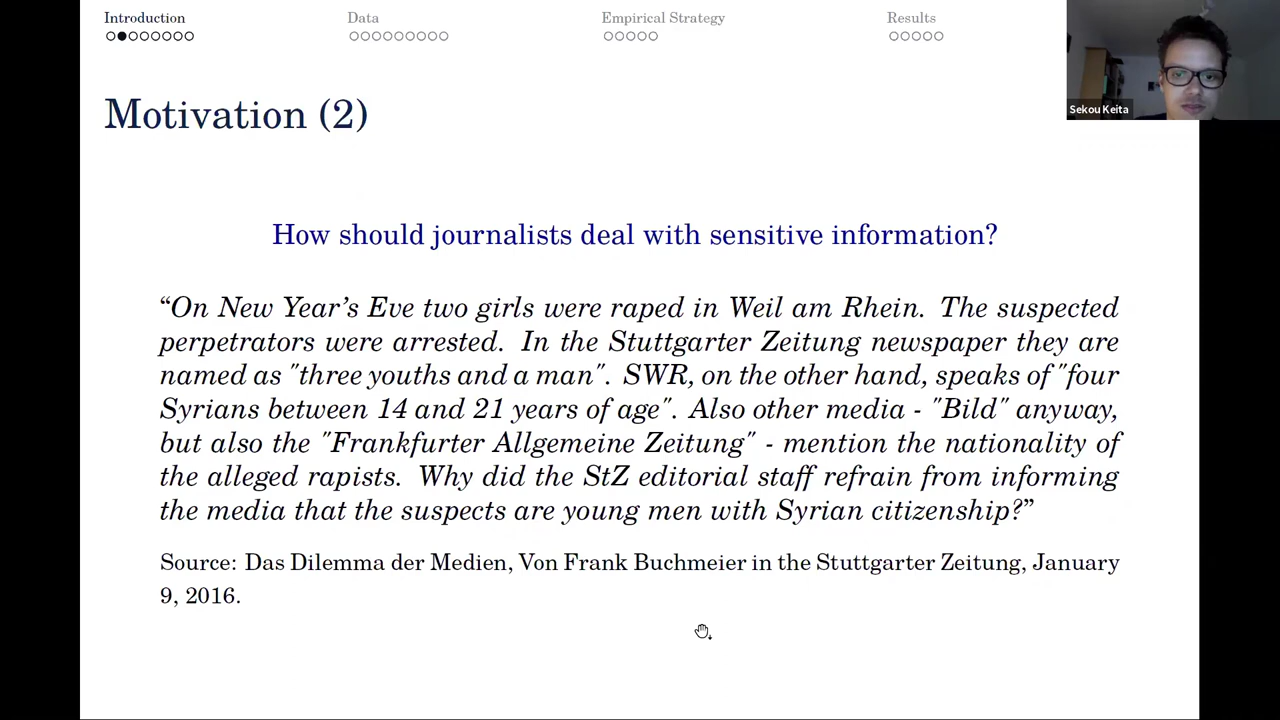 Introduction
Data
Empirical Strategy
Results
Sekou Keita
Motivation (2)
How should journalists deal with sensitive information?
“On New Year’s Eve two girls were raped in Weil am Rhein. The suspected
perpetrators were arrested. In the Stuttgarter Zeitung newspaper they are
named as "three youths and a man". SWR, on the other hand, speaks of "four
Syrians between 14 and 21 years of age". Also other media - "Bild" anyway,
but also the "Frankfurter Allgemeine Zeitung" - mention the nationality of
the alleged rapists. Why did the StZ editorial staff refrain from informing
the media that the suspects are young men with Syrian citizenship?”
Source: Das Dilemma der Medien, Von Frank Buchmeier in the Stuttgarter Zeitung, January
9, 2016.